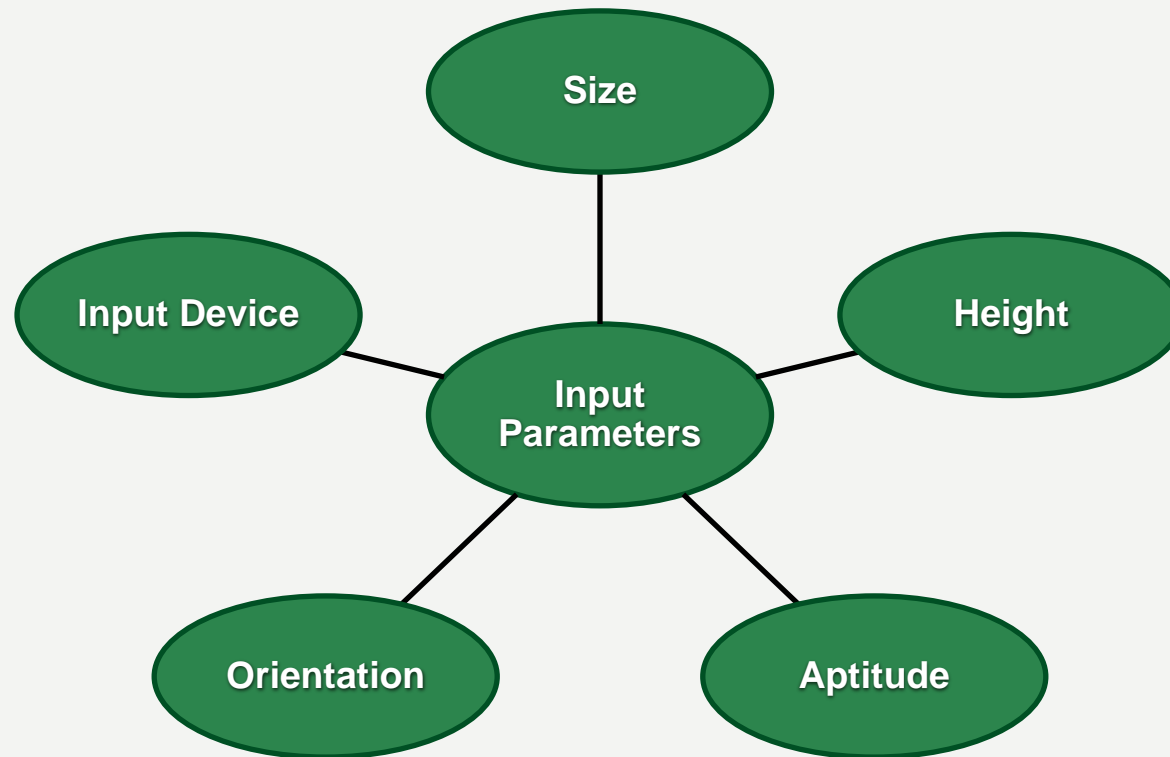 Size
Input Device
Height
Input
Parameters
Orientation
Aptitude